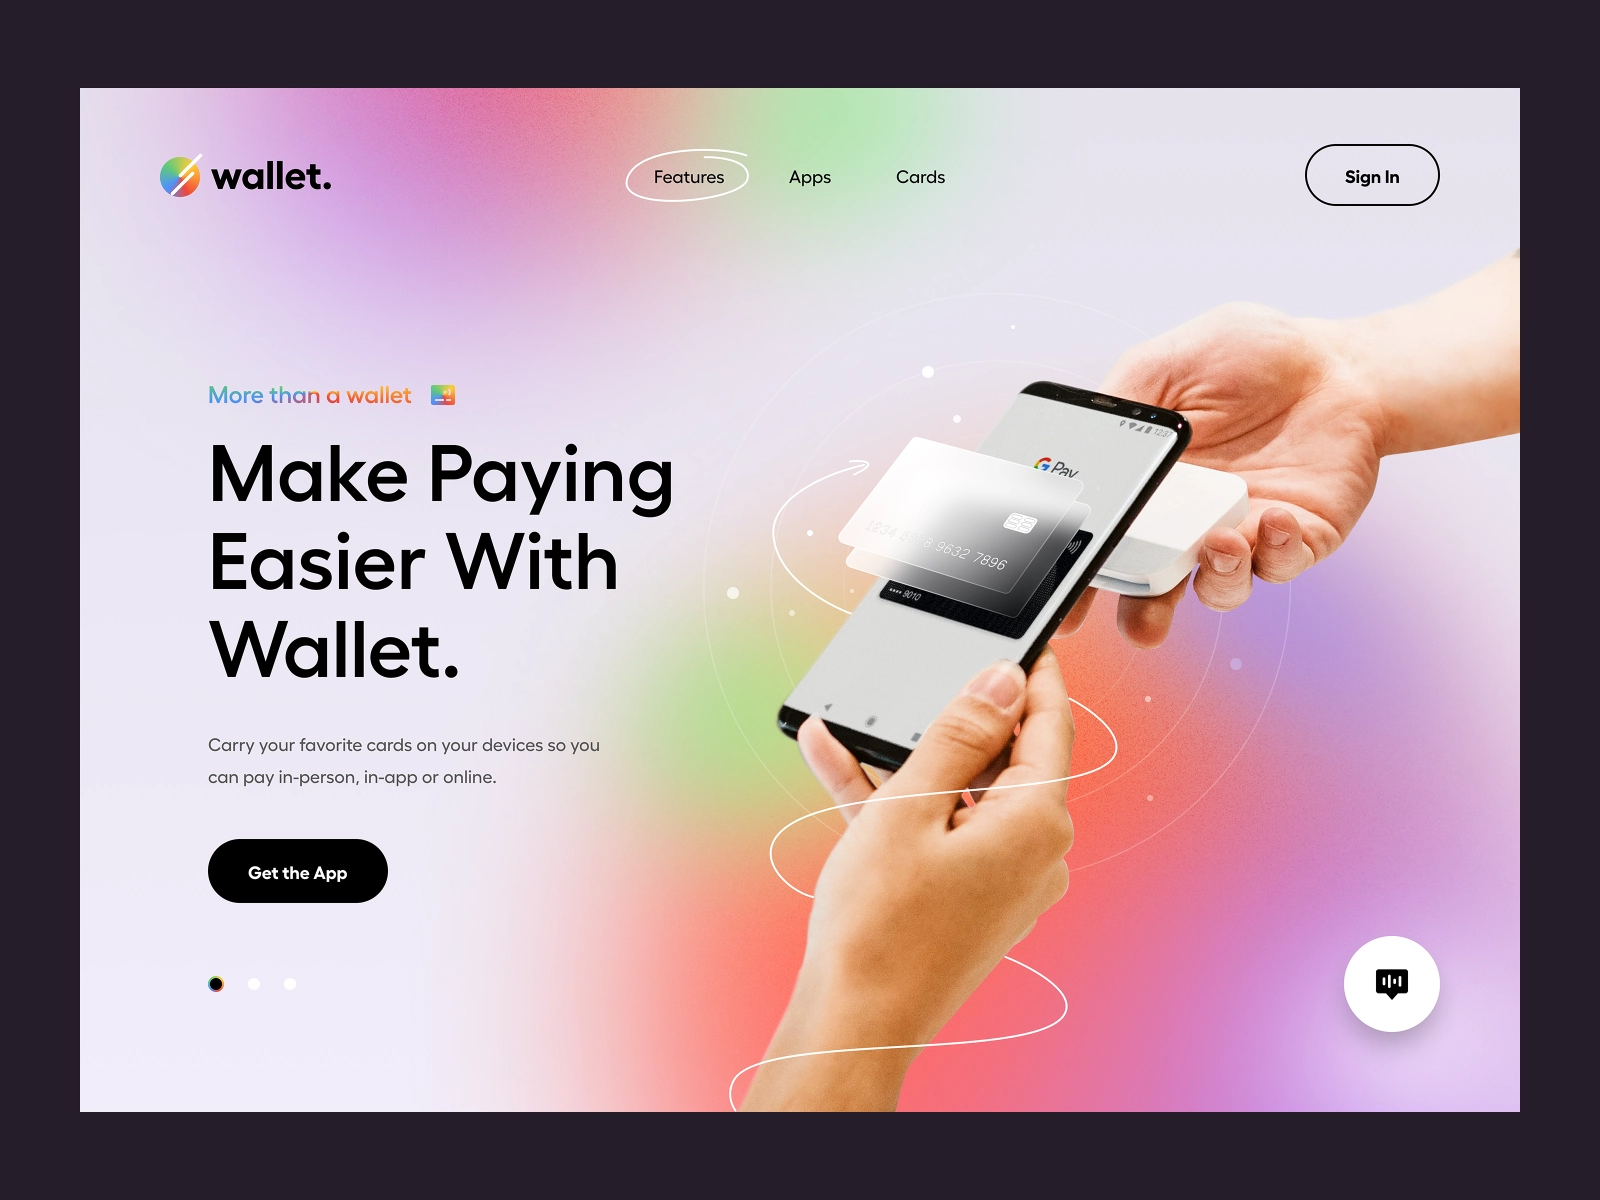 wallet.
Features
Apps
Cards
Sign In
More than a wallet
Make Paying
Easier With
Wallet.
Carry your favorite cards on your devices so you
can pay in-person, in-app or online.
Get the App
G Pay
1234 9632 7896
•••• 9010